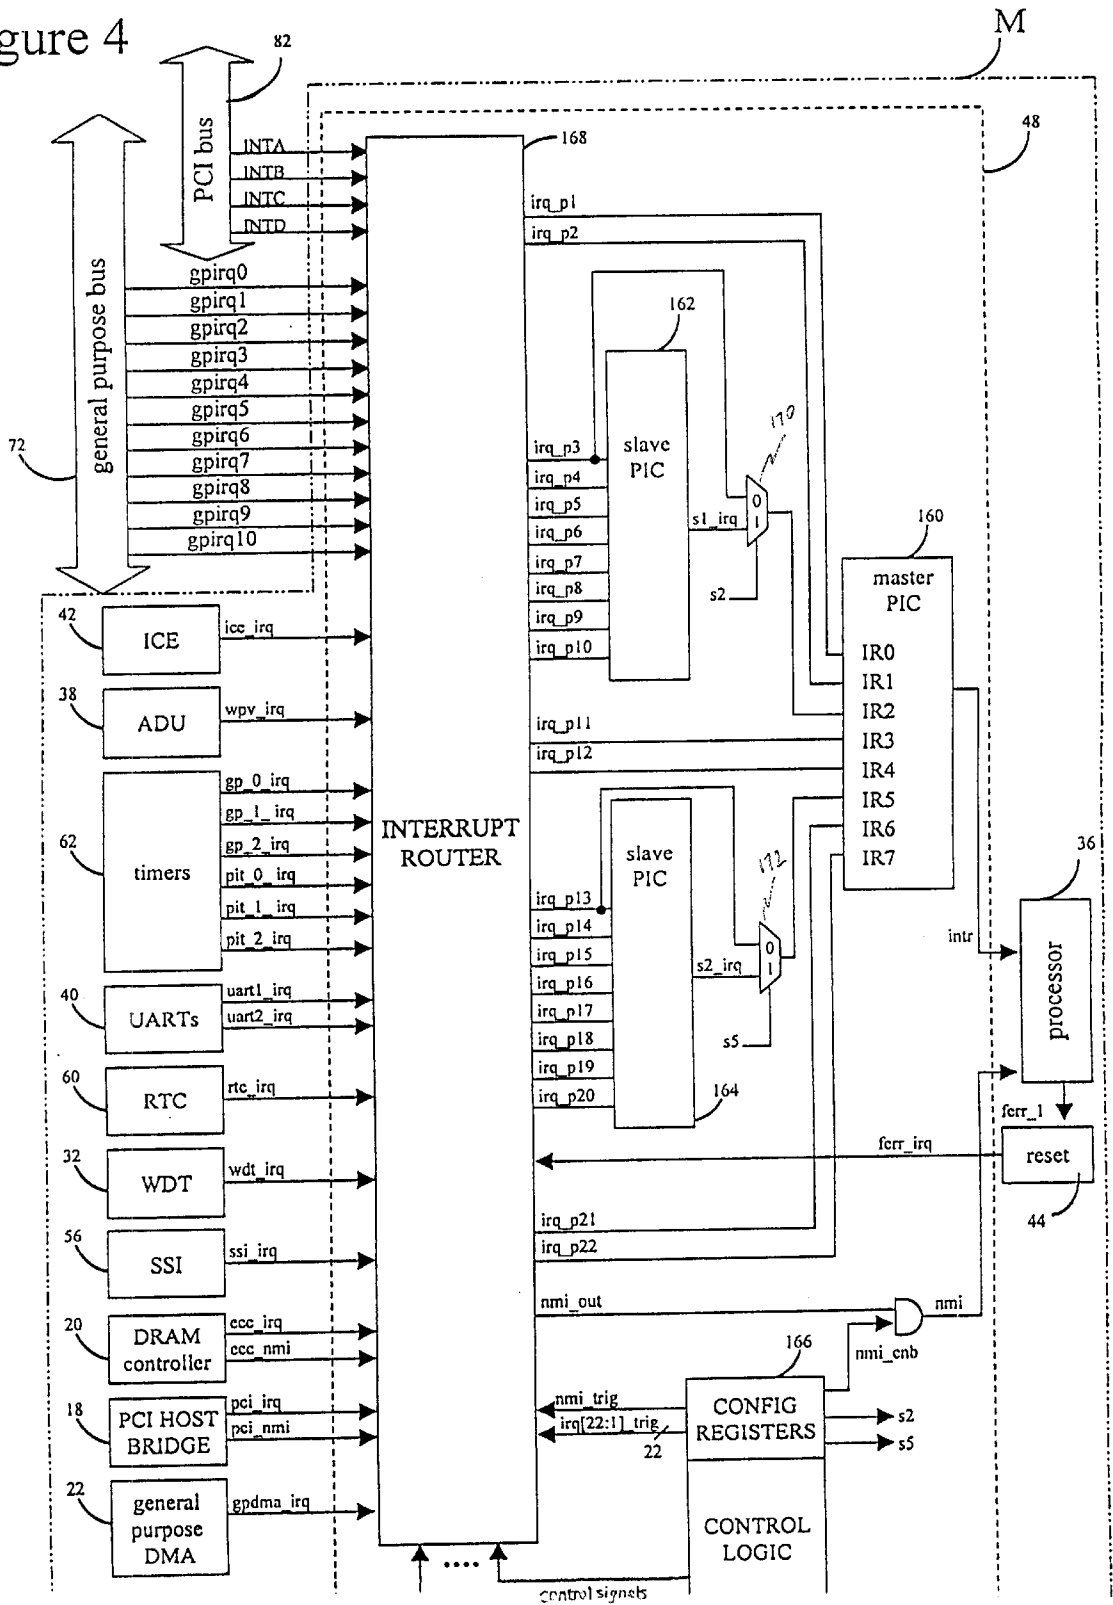 gure 4
M
82
PCI bus
48
168
INTA
INTB
INTC
INTD
irq_p1
irq_p2
general purpose bus
72
gpirq0
gpirq1
gpirq2
gpirq3
gpirq4
gpirq5
gpirq6
gpirq7
gpirq8
gpirq9
gpirq10
162
slave
PIC
170
irq_p3
irq_p4
irq_p5
irq_p6
irq_p7
irq_p8
irq_p9
irq_p10
s1_irq
0
1
s2
160
master
PIC
IR0
IR1
IR2
IR3
IR4
IR5
IR6
IR7
42
ICE
ice_irq
38
ADU
wpv_irq
irq_p11
irq_p12
62
timers
gp_0_irq
gp_1_irq
gp_2_irq
pit_0_irq
pit_1_irq
pit_2_irq
INTERRUPT
ROUTER
slave
PIC
172
irq_p13
irq_p14
irq_p15
irq_p16
irq_p17
irq_p18
irq_p19
irq_p20
s2_irq
0
1
s5
164
36
intr
processor
40
UARTs
uart1_irq
uart2_irq
60
RTC
rtc_irq
ferr_1
ferr_irq
reset
44
32
WDT
wdt_irq
irq_p21
irq_p22
56
SSI
ssi_irq
nmi_out
nmi
nmi_enb
20
DRAM
controller
ecc_irq
ecc_nmi
166
CONFIG
REGISTERS
nmi_trig
irq[22:1]_trig
22
s2
s5
18
PCI HOST
BRIDGE
pci_irq
pci_nmi
22
general
purpose
DMA
gpdma_irq
CONTROL
LOGIC
control signals